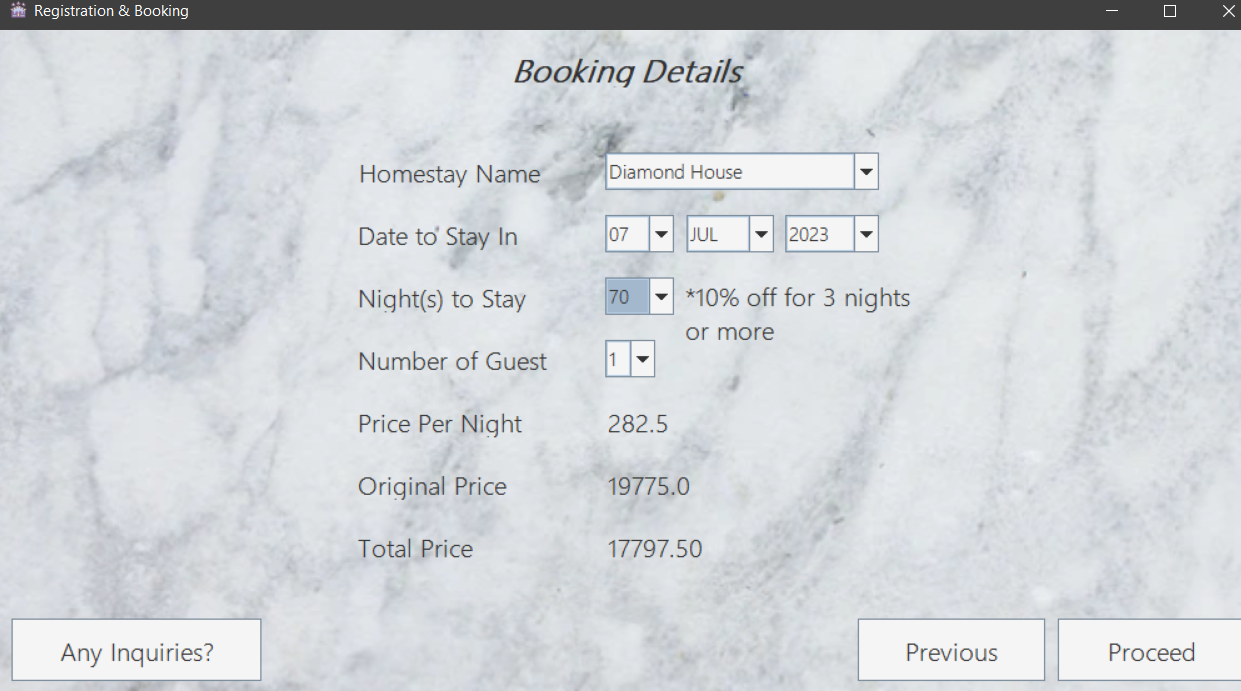 Registration & Booking
Booking Details
Homestay Name Diamond House
Date to Stay In 07 JUL 2023
Night(s) to Stay 70 *10% off for 3 nights
or more
Number of Guest 1
Price Per Night 282.5
Original Price 19775.0
Total Price 17797.50
Any Inquiries? Previous Proceed